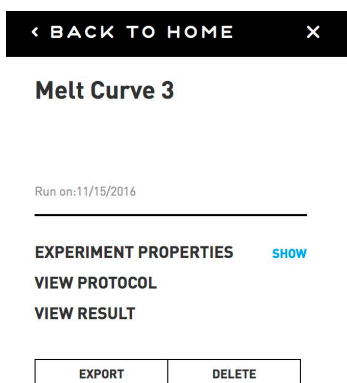 ‹ BACK TO HOME X
Melt Curve 3
Run on:11/15/2016
EXPERIMENT PROPERTIES SHOW
VIEW PROTOCOL
VIEW RESULT
EXPORT DELETE